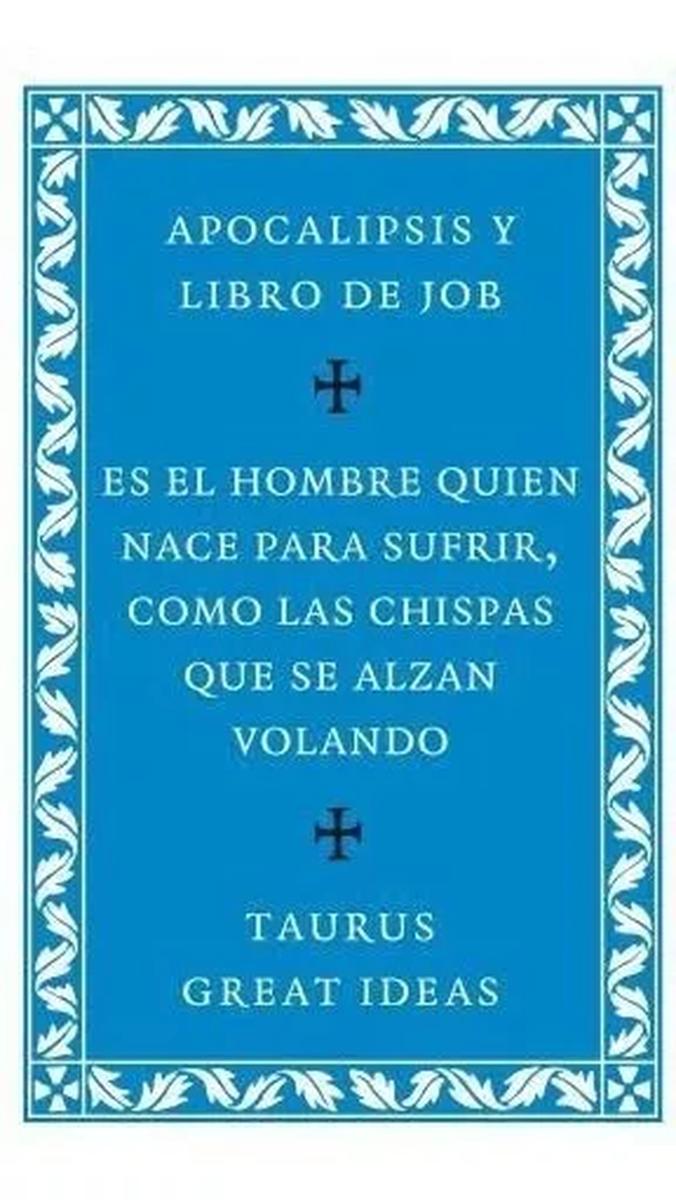 APOCALIPSIS Y
LIBRO DE JOB
ES EL HOMBRE QUIEN
NACE PARA SUFRIR,
COMO LAS CHISPAS
QUE SE ALZAN
VOLANDO
TAURUS
GREAT IDEAS